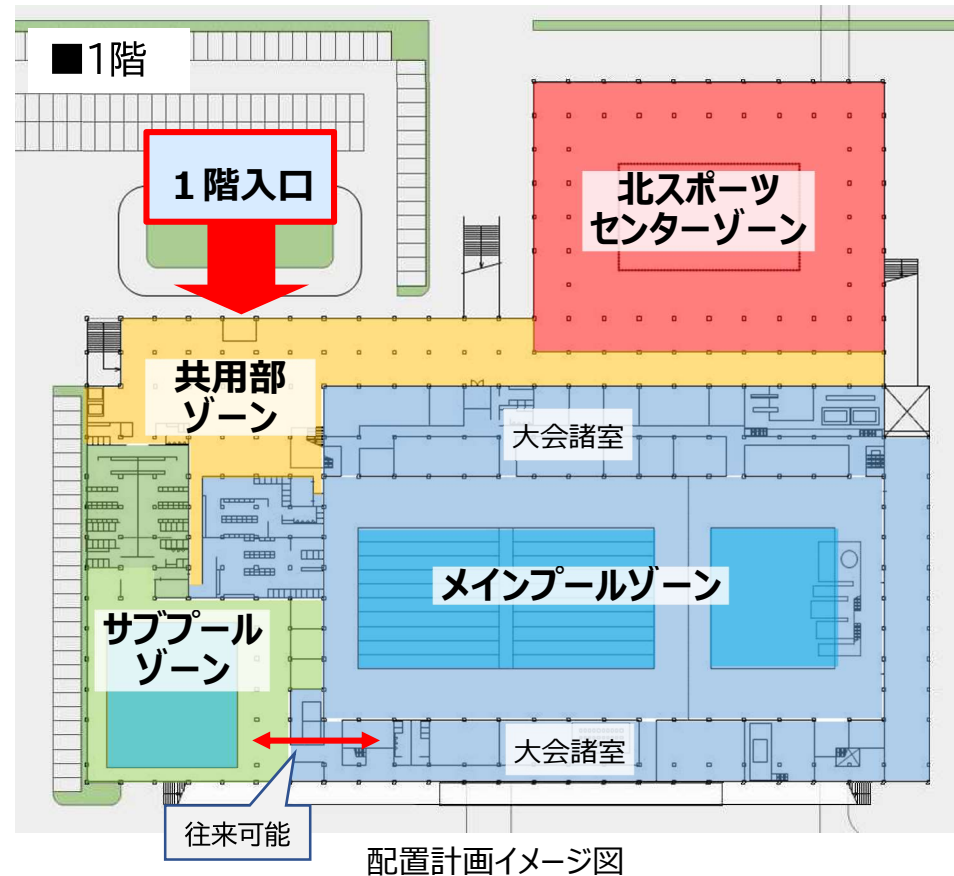 ■1階
1階入口
北スポーツ
センターゾーン
共用部
ゾーン
大会諸室
メインプールゾーン
サブプール
ゾーン
大会諸室
往来可能
配置計画イメージ図